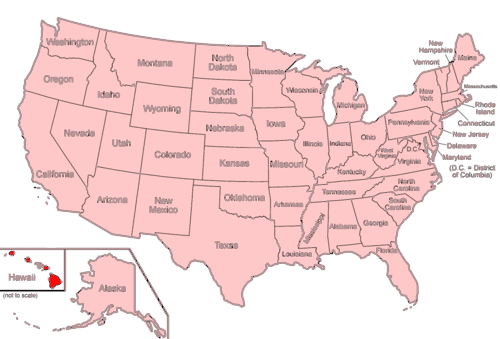 Washington
Oregon
California
Nevada
Idaho
Montana
Wyoming
Utah
Arizona
Colorado
New
Mexico
North
Dakota
South
Dakota
Nebraska
Kansas
Oklahoma
Texas
Minnesota
Iowa
Missouri
Arkansas
Louisiana
Wisconsin
Illinois
Michigan
Indiana
Ohio
Kentucky
Tennessee
Mississippi
Alabama
Georgia
Florida
South
Carolina
North
Carolina
Virginia
West
Virginia
D.C.
Pennsylvania
New
York
Vermont
New
Hampshire
Maine
Massachusetts
Rhode
Island
Connecticut
New Jersey
Delaware
Maryland
(D.C. = District
of Columbia)
Hawaii
(not to scale)
Alaska